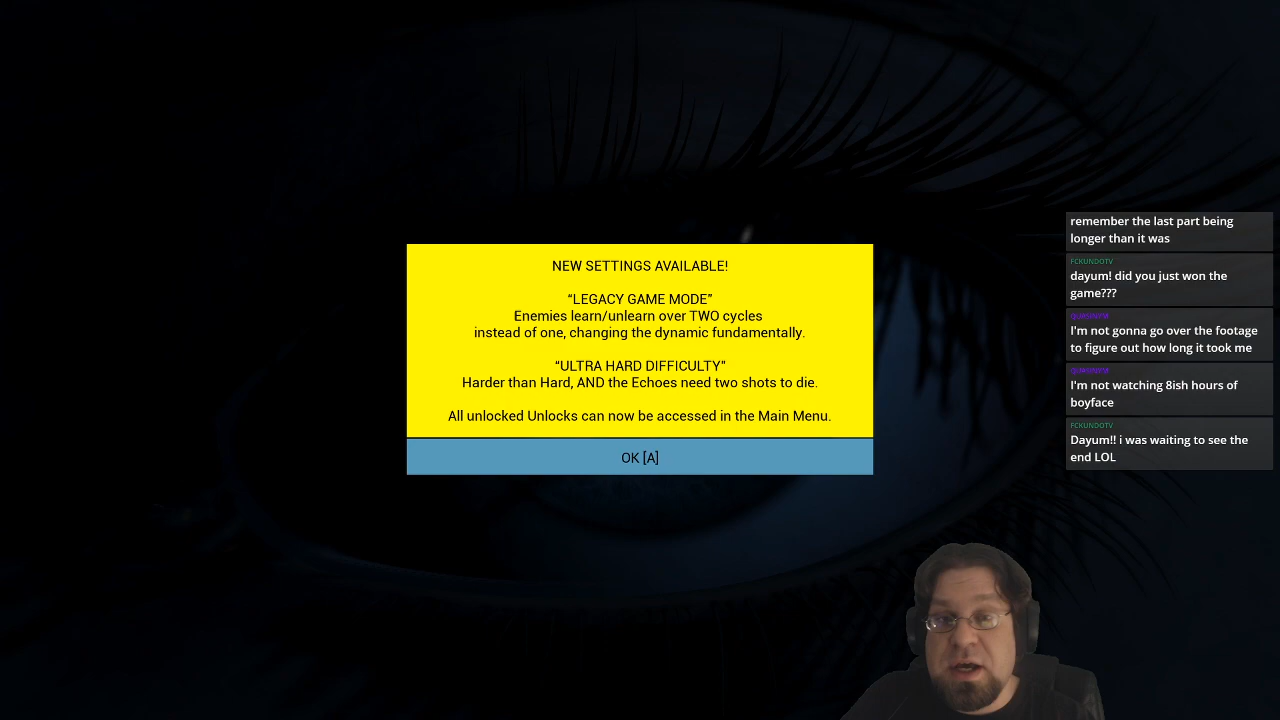 NEW SETTINGS AVAILABLE!
“LEGACY GAME MODE”
Enemies learn/unlearn over TWO cycles
instead of one, changing the dynamic fundamentally.
“ULTRA HARD DIFFICULTY”
Harder than Hard, AND the Echoes need two shots to die.
All unlocked Unlocks can now be accessed in the Main Menu.
OK [A]
remember the last part being
longer than it was
FCKUNDOTV
dayum! did you just won the
game???
I'm not gonna go over the footage
to figure out how long it took me
I'm not watching 8ish hours of
boyface
FCKUNDOTV
Dayum!! i was waiting to see the
end LOL